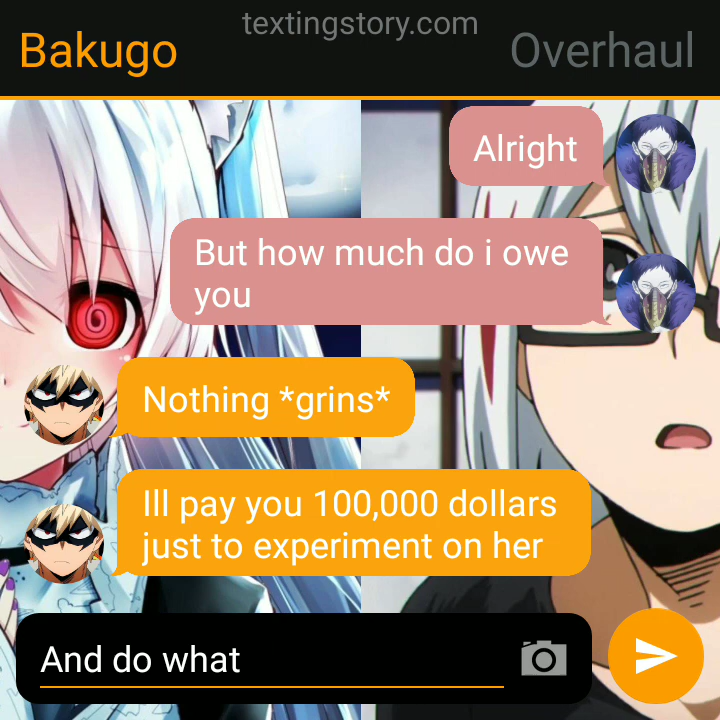 textingstory.com
Bakugo
Overhaul
Alright
But how much do i owe
you
Nothing *grins*
Ill pay you 100,000 dollars
just to experiment on her
And do what